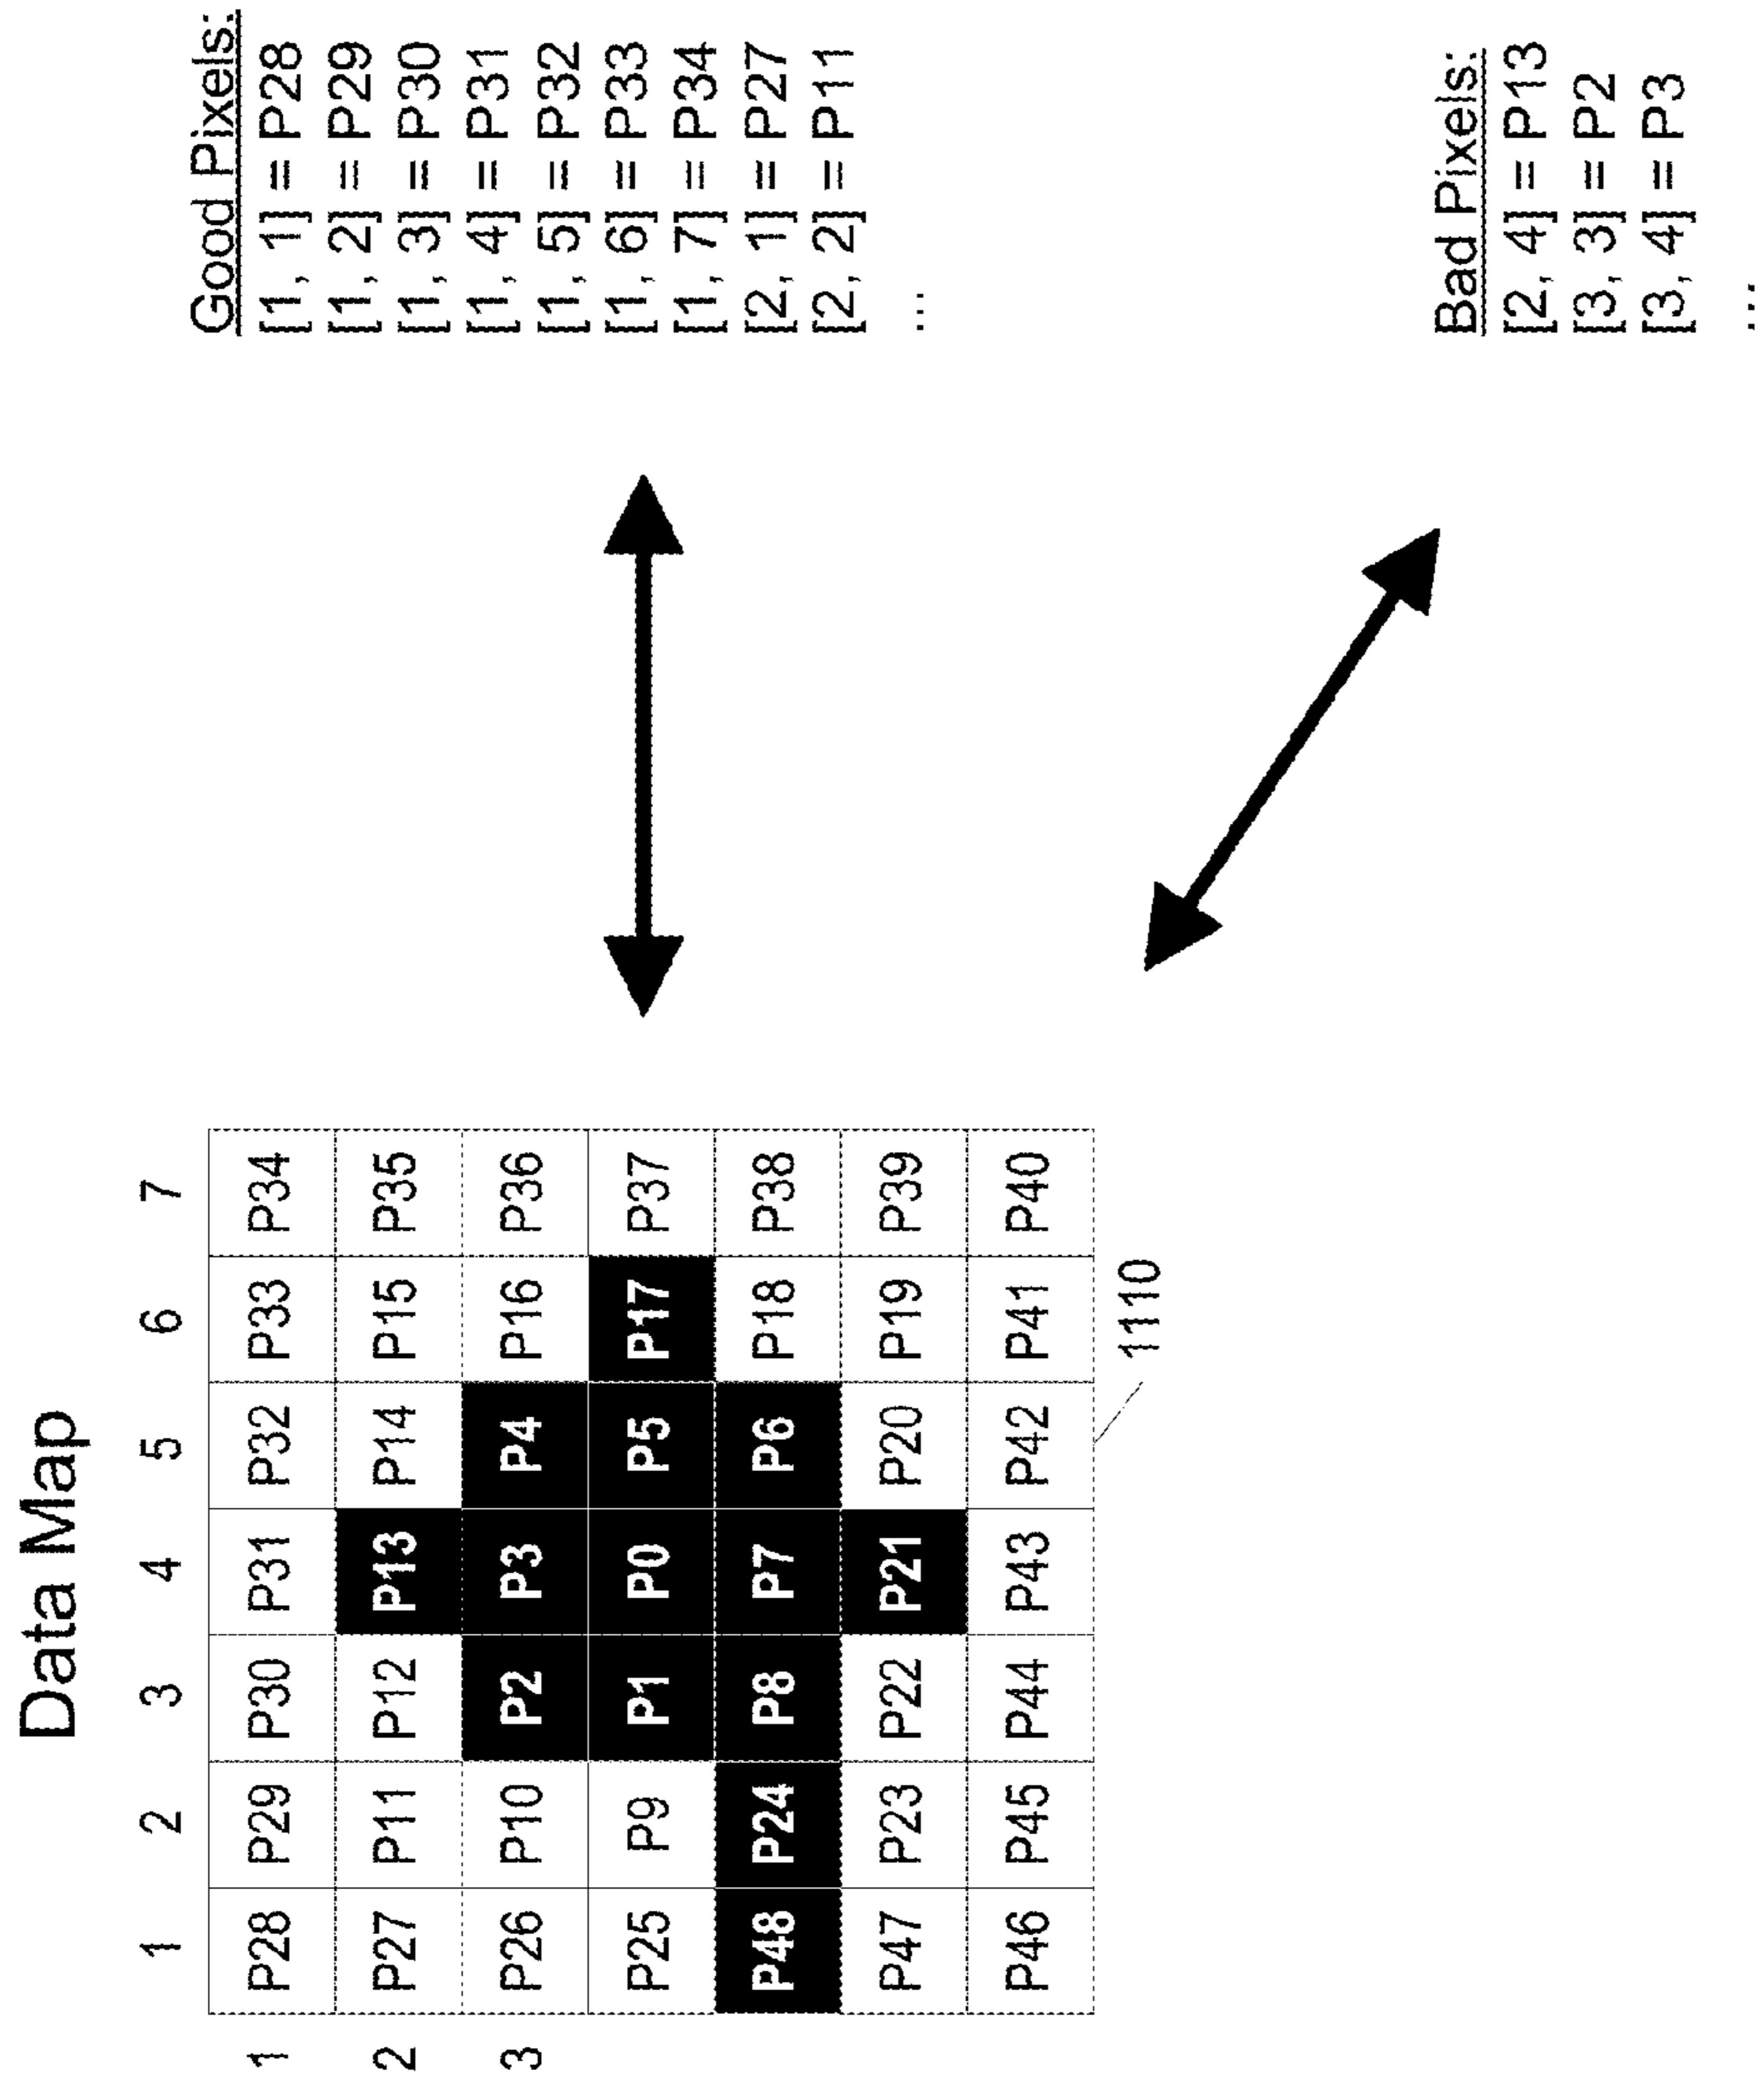 Data Map
1 2 3 4 5 6 7
1 P28 P29 P30 P31 P32 P33 P34
2 P27 P11 P12 P13 P14 P15 P35
3 P26 P10 P2 P3 P4 P16 P36
P25 P9 P1 P0 P5 P17 P37
P48 P24 P8 P7 P6 P18 P38
P47 P23 P22 P21 P20 P19 P39
P46 P45 P44 P43 P42 P41 P40
1110
Good Pixels:
[1, 1] = P28
[1, 2] = P29
[1, 3] = P30
[1, 4] = P31
[1, 5] = P32
[1, 6] = P33
[1, 7] = P34
[2, 1] = P27
[2, 2] = P11
...
Bad Pixels:
[2, 4] = P13
[3, 3] = P2
[3, 4] = P3
...